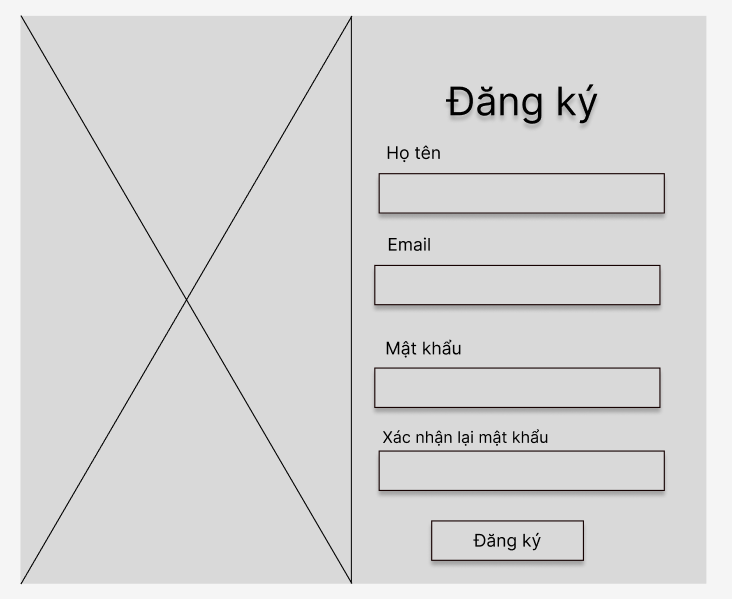 Đăng ký
Họ tên
Email
Mật khẩu
Xác nhận lại mật khẩu
Đăng ký